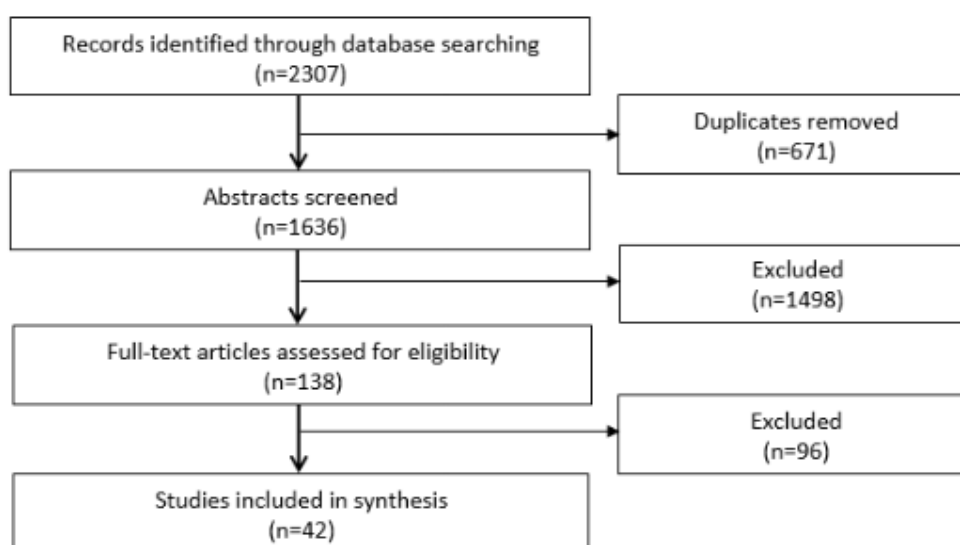 Records identified through database searching
(n=2307)
Duplicates removed
(n=671)
Abstracts screened
(n=1636)
Excluded
(n=1498)
Full-text articles assessed for eligibility
(n=138)
Excluded
(n=96)
Studies included in synthesis
(n=42)